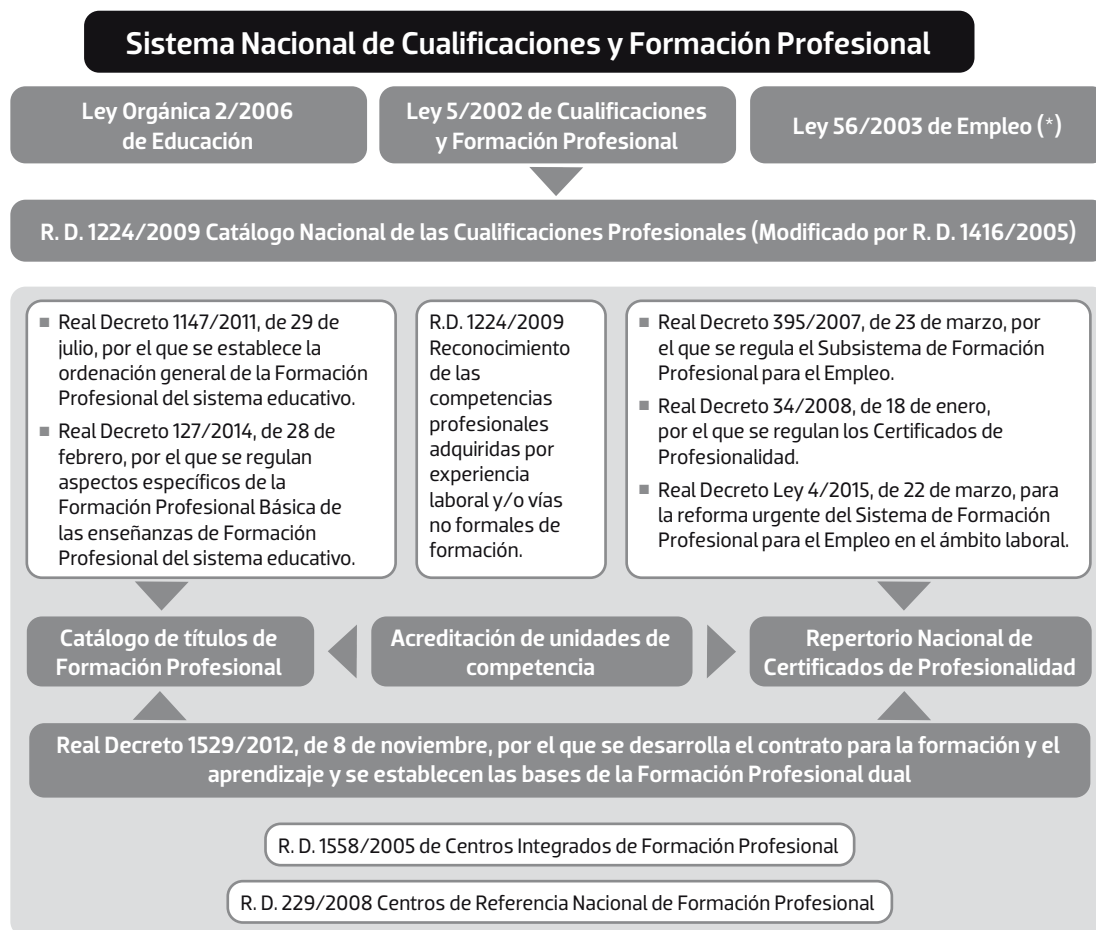 Sistema Nacional de Cualificaciones y Formación Profesional
Ley Orgánica 2/2006
de Educación
Ley 5/2002 de Cualificaciones
y Formación Profesional
Ley 56/2003 de Empleo (*)
R. D. 1224/2009 Catálogo Nacional de las Cualificaciones Profesionales (Modificado por R. D. 1416/2005)
■ Real Decreto 1147/2011, de 29 de
julio, por el que se establece la
ordenación general de la Formación
Profesional del sistema educativo.
■ Real Decreto 127/2014, de 28 de
febrero, por el que se regulan
aspectos específicos de la
Formación Profesional Básica de
las enseñanzas de Formación
Profesional del sistema educativo.
R.D. 1224/2009
Reconocimiento
de las
competencias
profesionales
adquiridas por
experiencia
laboral y/o vías
no formales de
formación.
■ Real Decreto 395/2007, de 23 de marzo, por
el que se regula el Subsistema de Formación
Profesional para el Empleo.
■ Real Decreto 34/2008, de 18 de enero,
por el que se regulan los Certificados de
Profesionalidad.
■ Real Decreto Ley 4/2015, de 22 de marzo, para
la reforma urgente del Sistema de Formación
Profesional para el Empleo en el ámbito laboral.
Catálogo de títulos de
Formación Profesional
Acreditación de unidades de
competencia
Repertorio Nacional de
Certificados de Profesionalidad
Real Decreto 1529/2012, de 8 de noviembre, por el que se desarrolla el contrato para la formación y el
aprendizaje y se establecen las bases de la Formación Profesional dual
R. D. 1558/2005 de Centros Integrados de Formación Profesional
R. D. 229/2008 Centros de Referencia Nacional de Formación Profesional